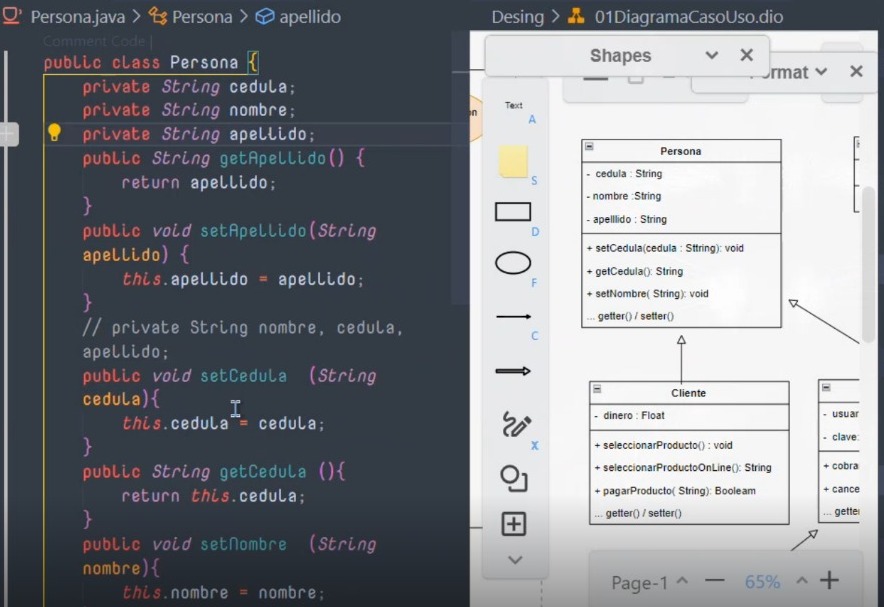 Persona.java > Persona > apellido
Comment Code |
public class Persona {
private String cedula;
private String nombre;
private String apellido;
public String getApellido() {
return apellido;
}
public void setApellido(String
apellido) {
this.apellido = apellido;
}
// private String nombre, cedula,
apellido;
public void setCedula (String
cedula){
this.cedula = cedula;
}
public String getCedula (){
return this.cedula;
}
public void setNombre (String
nombre){
this.nombre = nombre;
Desing > 01DiagramaCasoUso.dio
Shapes
ormat
on
Text
A
S
D
F
C
X
Persona
- cedula : String
- nombre :String
- apelllido : String
+ setCedula(cedula : Sttring): void
+ getCedula(): String
+ setNombre( String): void
... getter() / setter()
Cliente
- dinero : Float
+ seleccionarProducto() : void
+ seleccionarProductoOnLine(): String
+ pagarProducto( String): Booleam
... getter() / setter()
- usuar
- clave:
+ cobra
+ cance
... gette
Page-1
65%